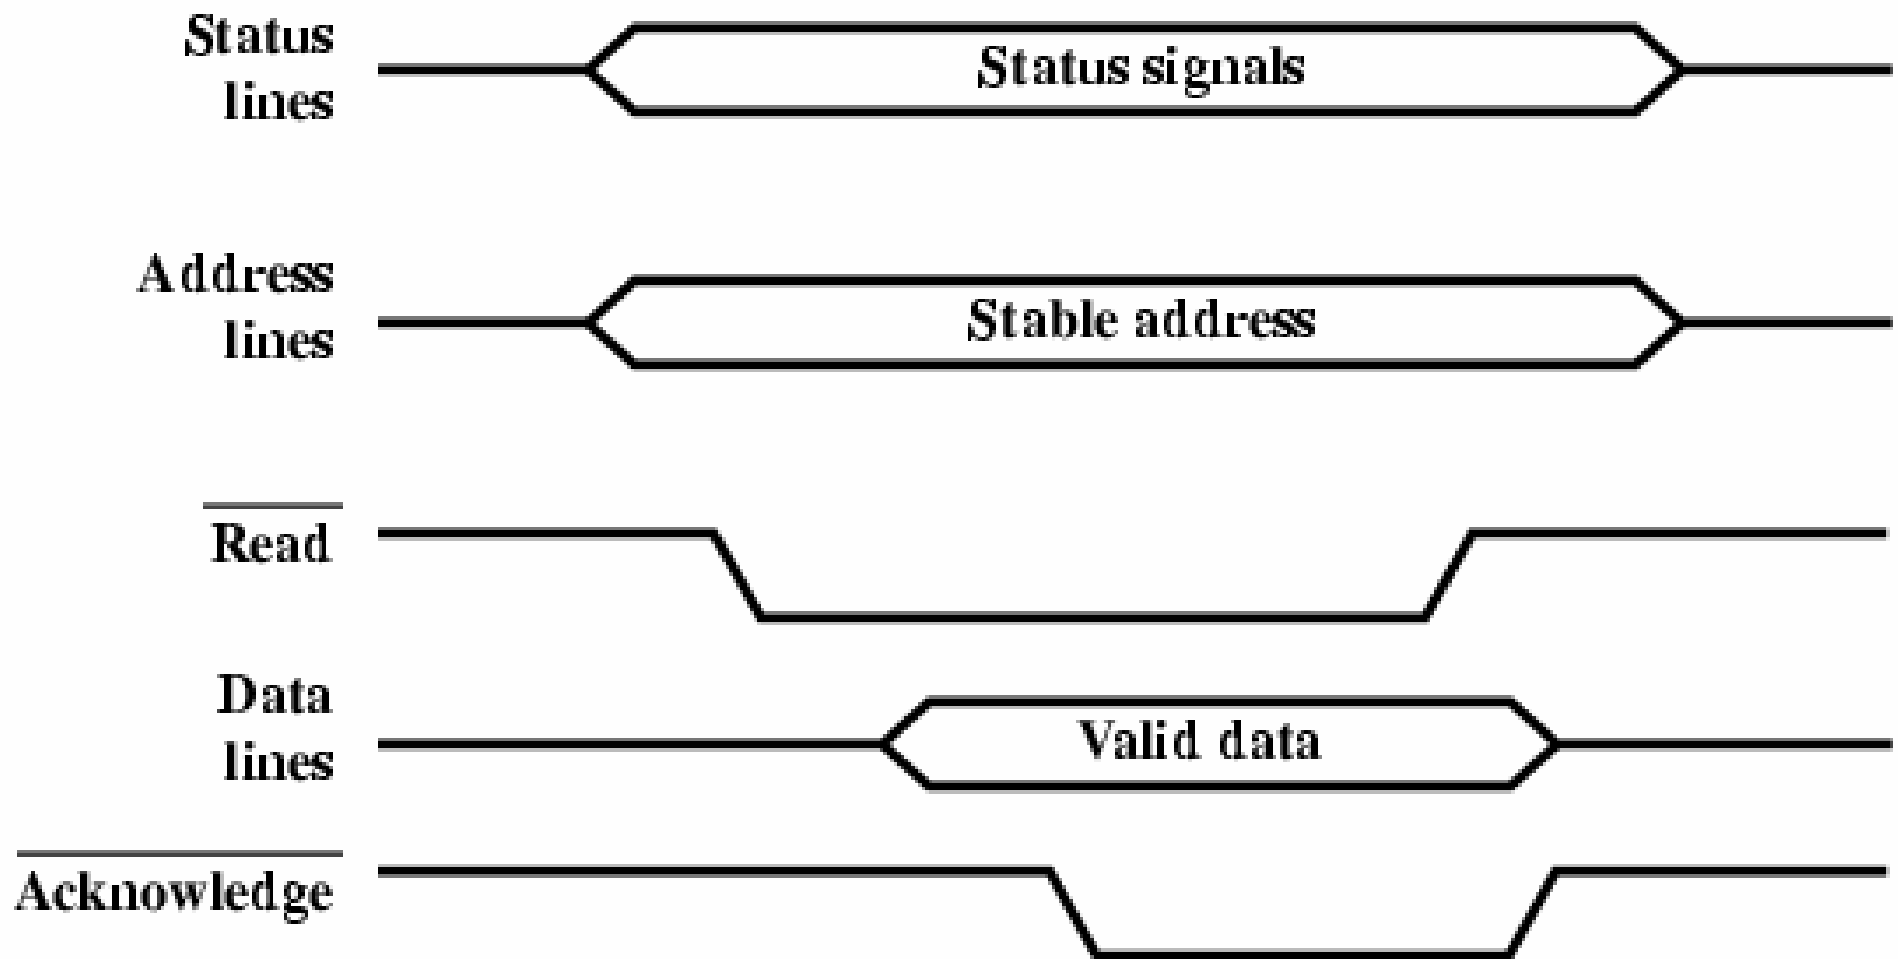 Status
lines
Status signals
Address
lines
Stable address
Read
Data
lines
Valid data
Acknowledge